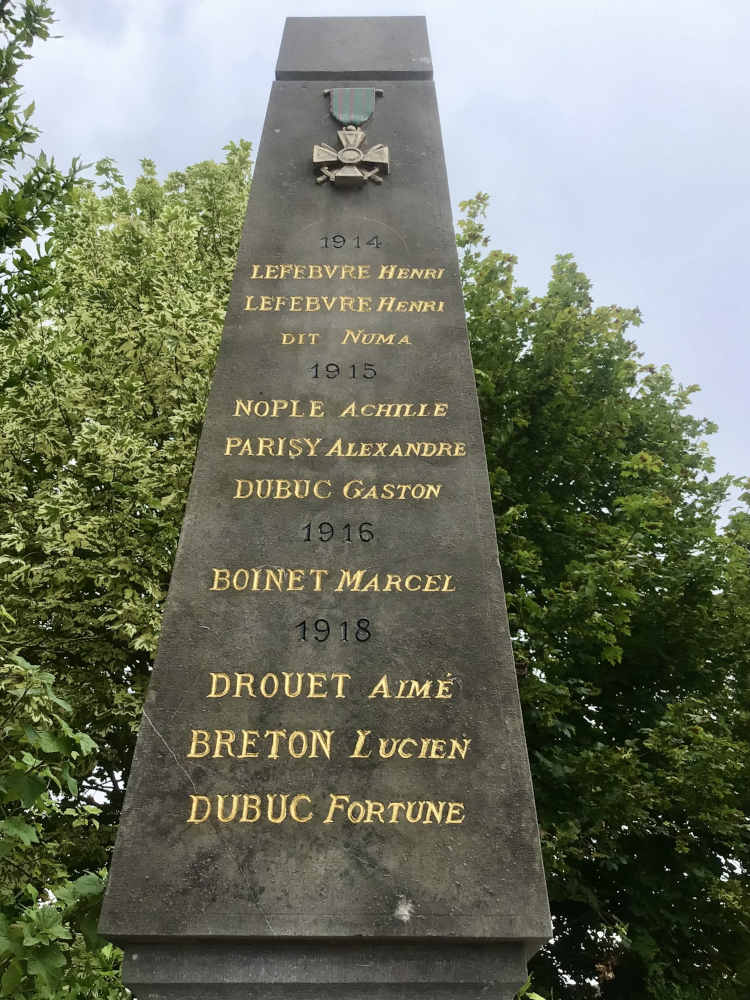 1914
LEFEBVRE HENRI
LEFEBVRE HENRI
DIT NUMA
1915
NOPLE ACHILLE
PARISY ALEXANDRE
DUBUC GASTON
1916
BOINET MARCEL
1918
DROUET AIMÉ
BRETON LUCIEN
DUBUC FORTUNE